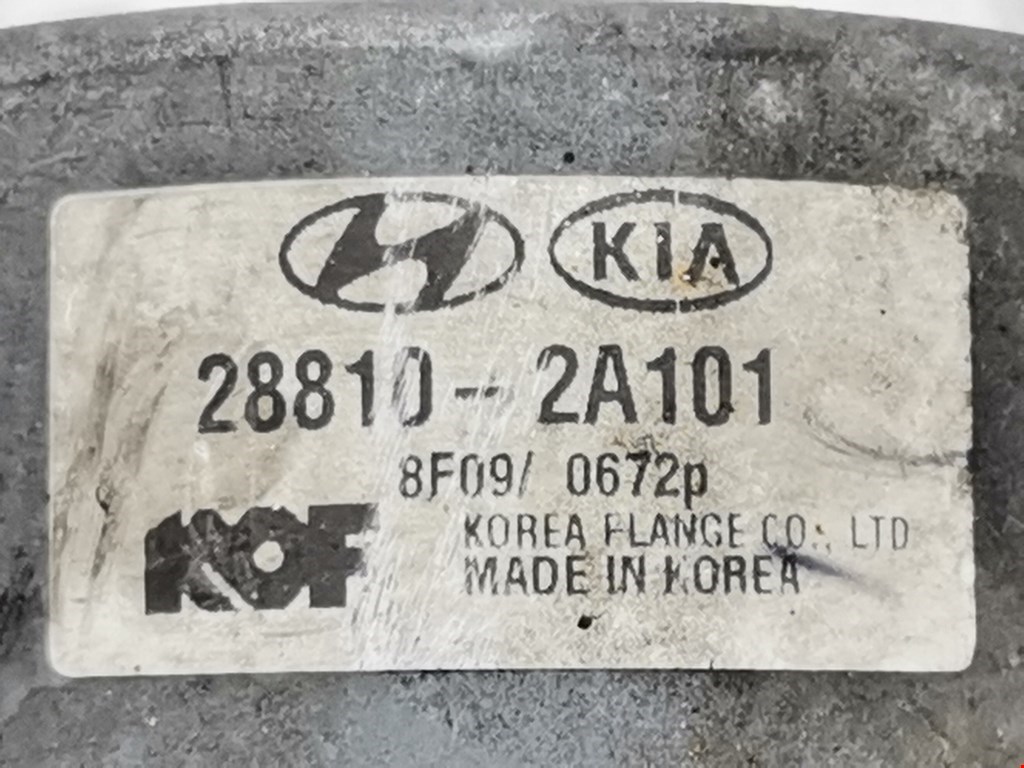 KIA
28810-2A101
8F09/ 0672p
KOF
KOREA FLANGE CO., LTD
MADE IN KOREA